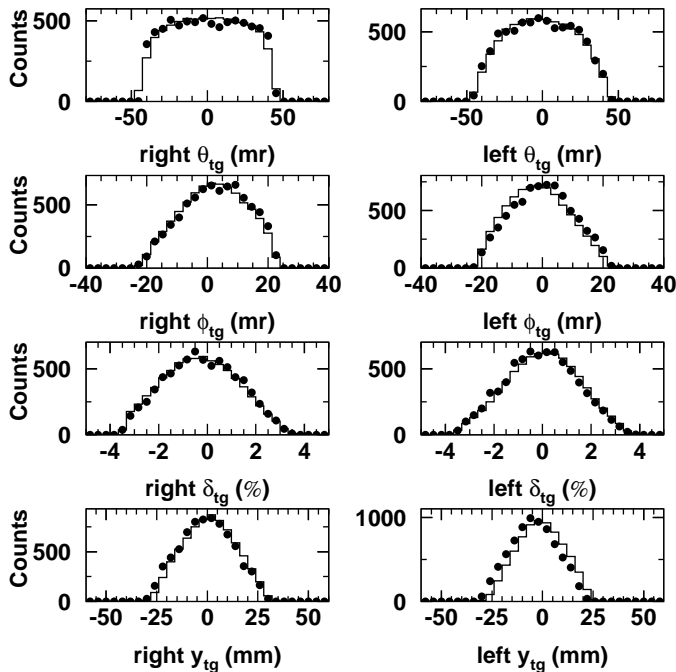 Counts
500
0
-50 0 50
right θtg (mr)
500
0
-50 0 50
left θtg (mr)
Counts
500
0
-40 -20 0 20 40
right ϕtg (mr)
500
0
-40 -20 0 20 40
left ϕtg (mr)
Counts
500
0
-4 -2 0 2 4
right δtg (%)
500
0
-4 -2 0 2 4
left δtg (%)
Counts
500
0
-50 -25 0 25 50
right ytg (mm)
1000
0
-50 -25 0 25 50
left ytg (mm)